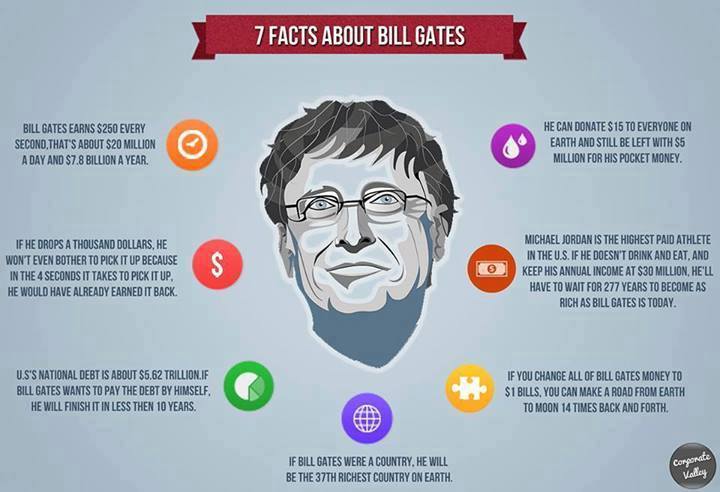 7 FACTS ABOUT BILL GATES
BILL GATES EARNS $250 EVERY
SECOND,THAT'S ABOUT $20 MILLION
A DAY AND $7.8 BILLION A YEAR.
HE CAN DONATE $15 TO EVERYONE ON
EARTH AND STILL BE LEFT WITH $5
MILLION FOR HIS POCKET MONEY.
IF HE DROPS A THOUSAND DOLLARS, HE
WON'T EVEN BOTHER TO PICK IT UP BECAUSE
IN THE 4 SECONDS IT TAKES TO PICK IT UP,
HE WOULD HAVE ALREADY EARNED IT BACK.
$
MICHAEL JORDAN IS THE HIGHEST PAID ATHLETE
IN THE U.S. IF HE DOESN'T DRINK AND EAT, AND
KEEP HIS ANNUAL INCOME AT $30 MILLION, HE'LL
HAVE TO WAIT FOR 277 YEARS TO BECOME AS
RICH AS BILL GATES IS TODAY.
U.S'S NATIONAL DEBT IS ABOUT $5.62 TRILLION.IF
BILL GATES WANTS TO PAY THE DEBT BY HIMSELF,
HE WILL FINISH IT IN LESS THEN 10 YEARS.
IF YOU CHANGE ALL OF BILL GATES MONEY TO
$1 BILLS, YOU CAN MAKE A ROAD FROM EARTH
TO MOON 14 TIMES BACK AND FORTH.
IF BILL GATES WERE A COUNTRY, HE WILL
BE THE 37TH RICHEST COUNTRY ON EARTH.
Corporate
Valley